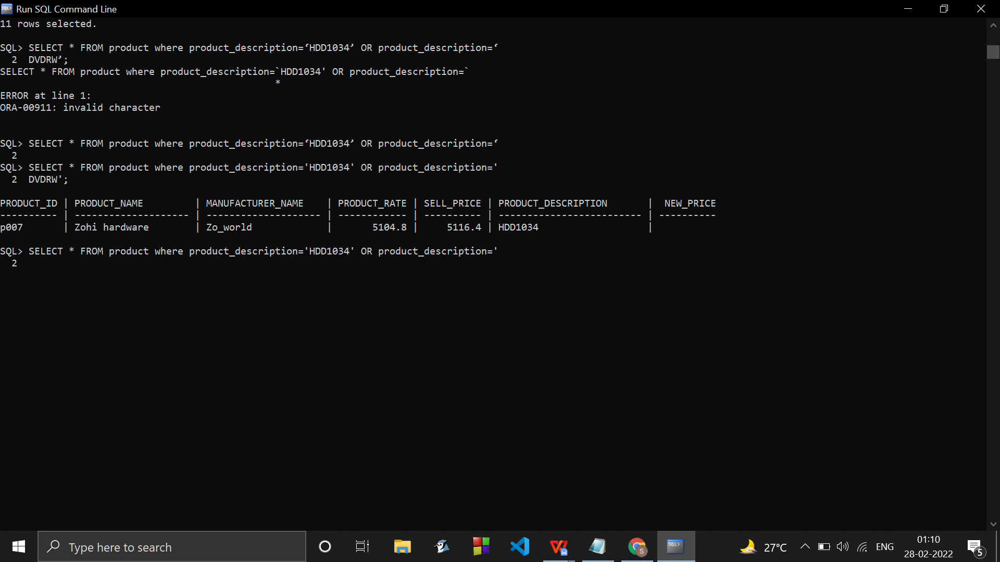 Run SQL Command Line
11 rows selected.
SQL> SELECT * FROM product where product_description=‘HDD1034’ OR product_description=‘
  2  DVDRW’;
SELECT * FROM product where product_description=`HDD1034' OR product_description=`
                                                *
ERROR at line 1:
ORA-00911: invalid character
SQL> SELECT * FROM product where product_description=‘HDD1034’ OR product_description=‘
  2
SQL> SELECT * FROM product where product_description='HDD1034' OR product_description='
  2  DVDRW';
PRODUCT_ID | PRODUCT_NAME         | MANUFACTURER_NAME    | PRODUCT_RATE | SELL_PRICE | PRODUCT_DESCRIPTION       |  NEW_PRICE
---------- | -------------------- | -------------------- | ------------ | ---------- | ------------------------- | ----------
p007       | Zohi hardware        | Zo_world             |       5104.8 |     5116.4 | HDD1034                   |
SQL> SELECT * FROM product where product_description='HDD1034' OR product_description='
  2
Type here to search
27°C
ENG
01:10
28-02-2022
5